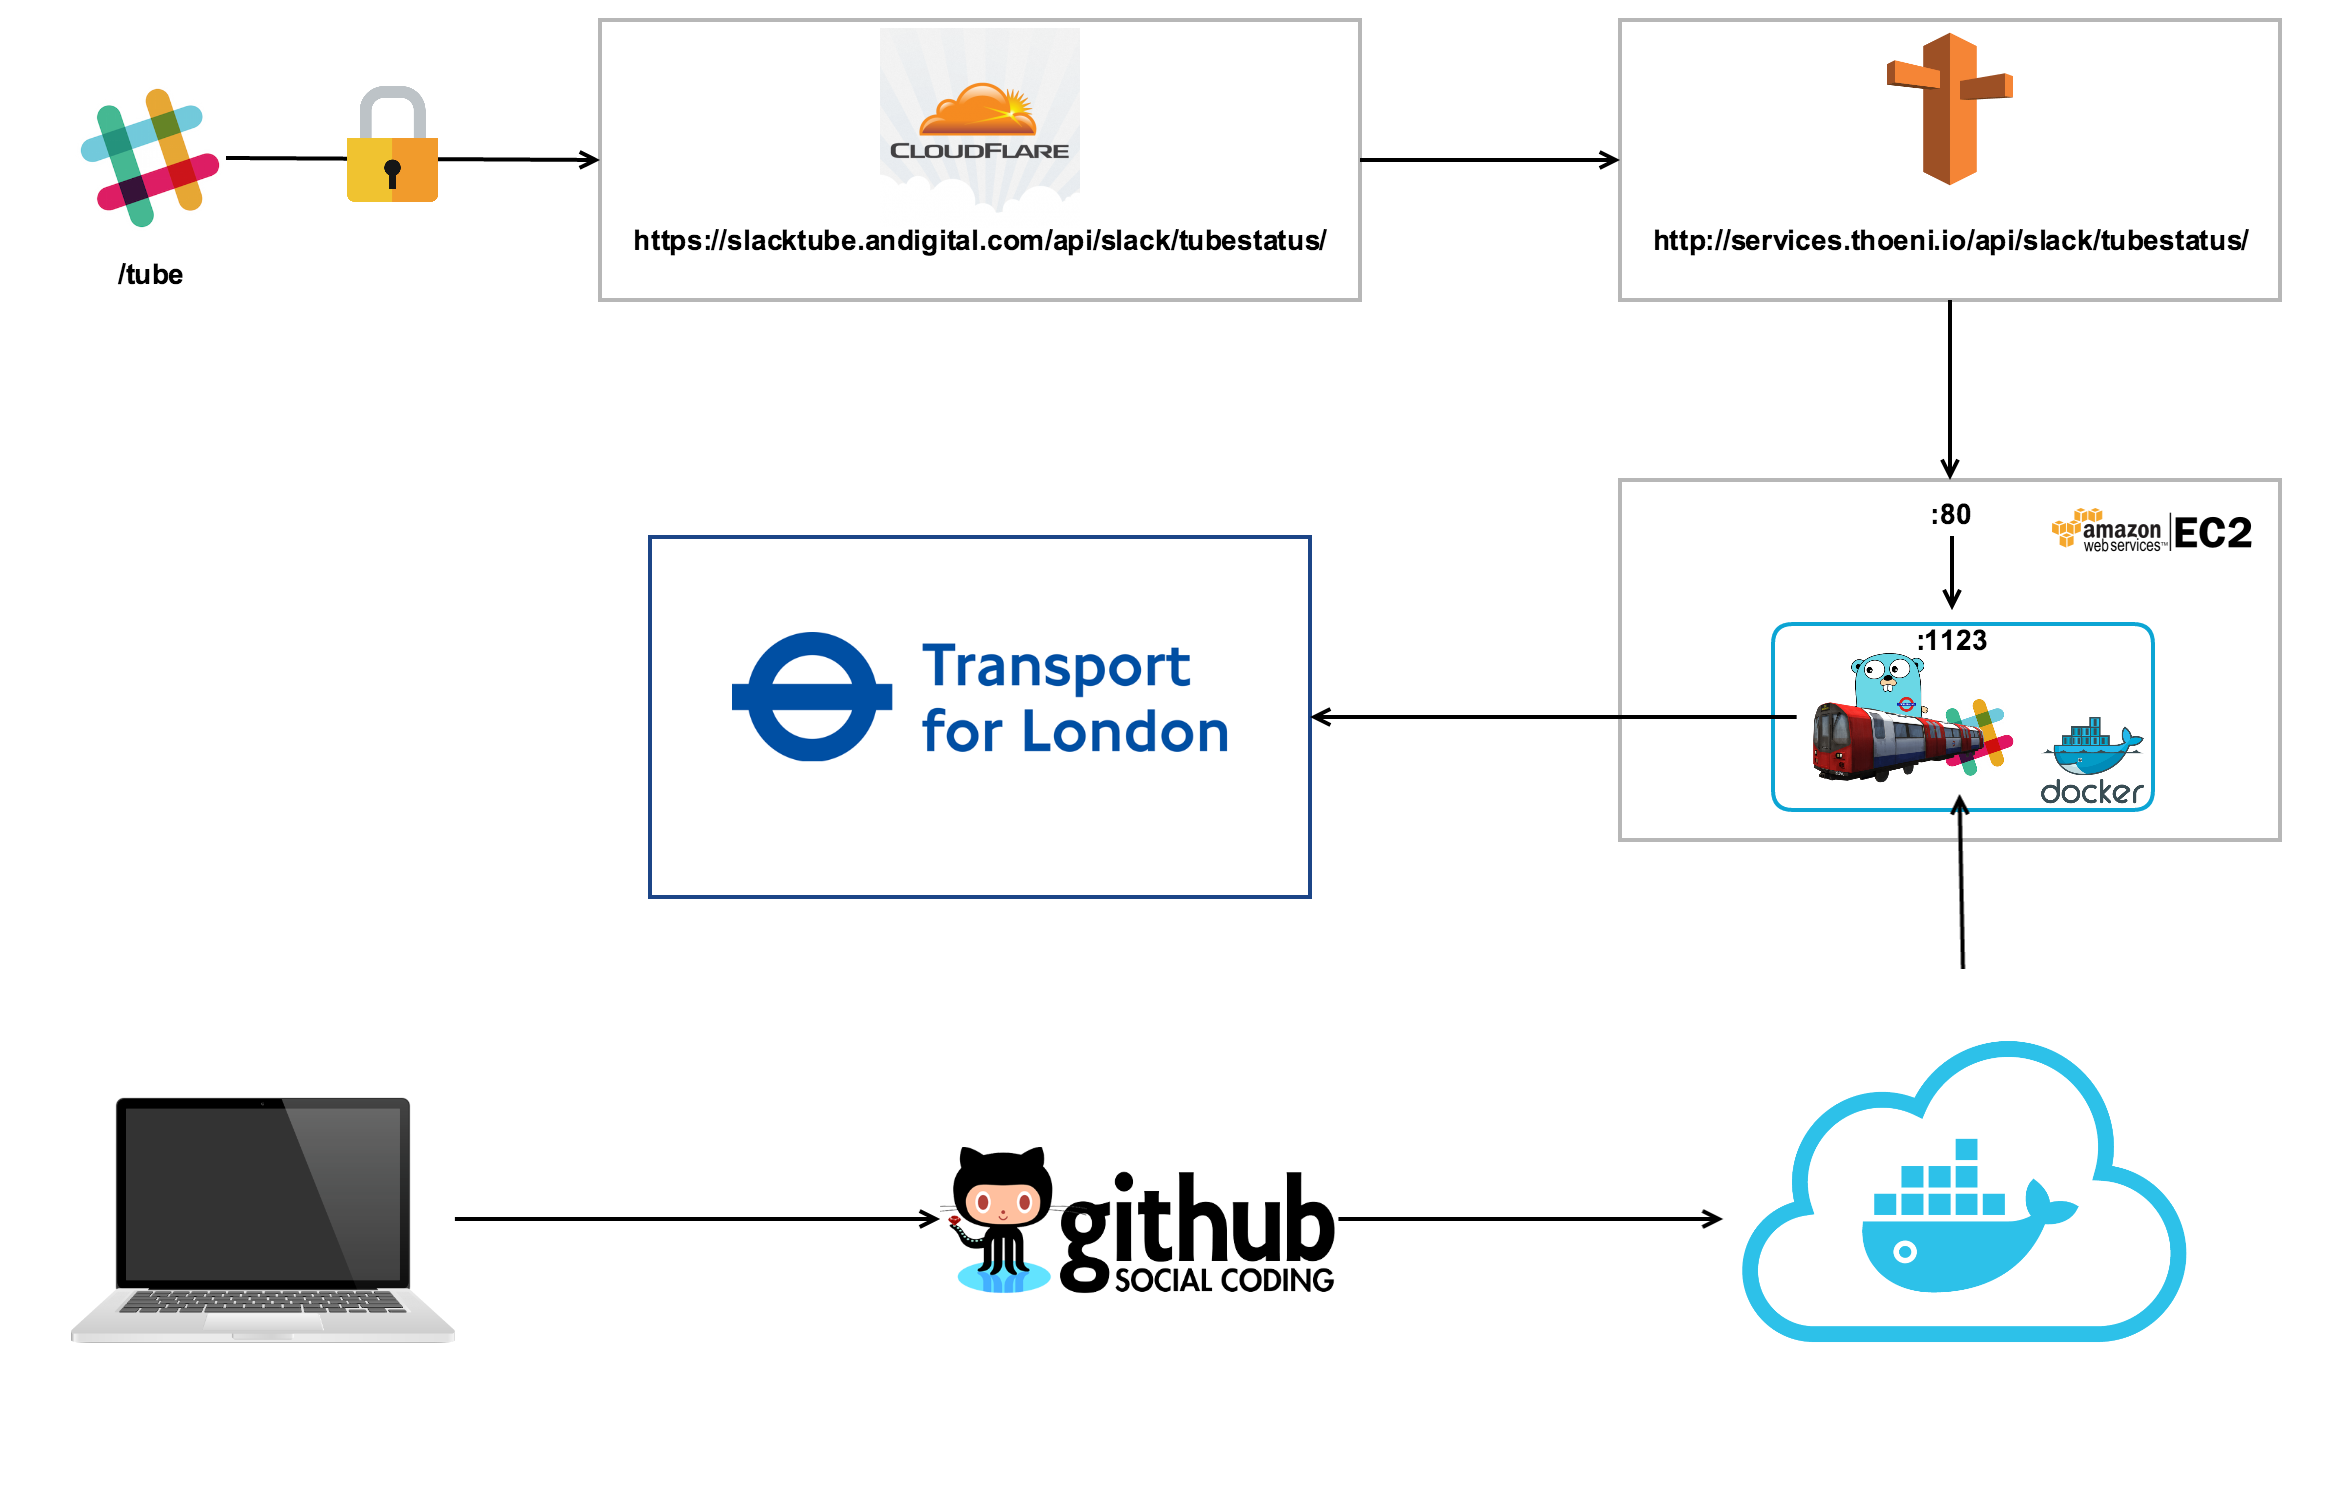 CLOUDFLARE
https://slacktube.andigital.com/api/slack/tubestatus/
http://services.thoeni.io/api/slack/tubestatus/
/tube
:80
amazon
web services™
EC2
:1123
Transport
for London
docker
github
SOCIAL CODING